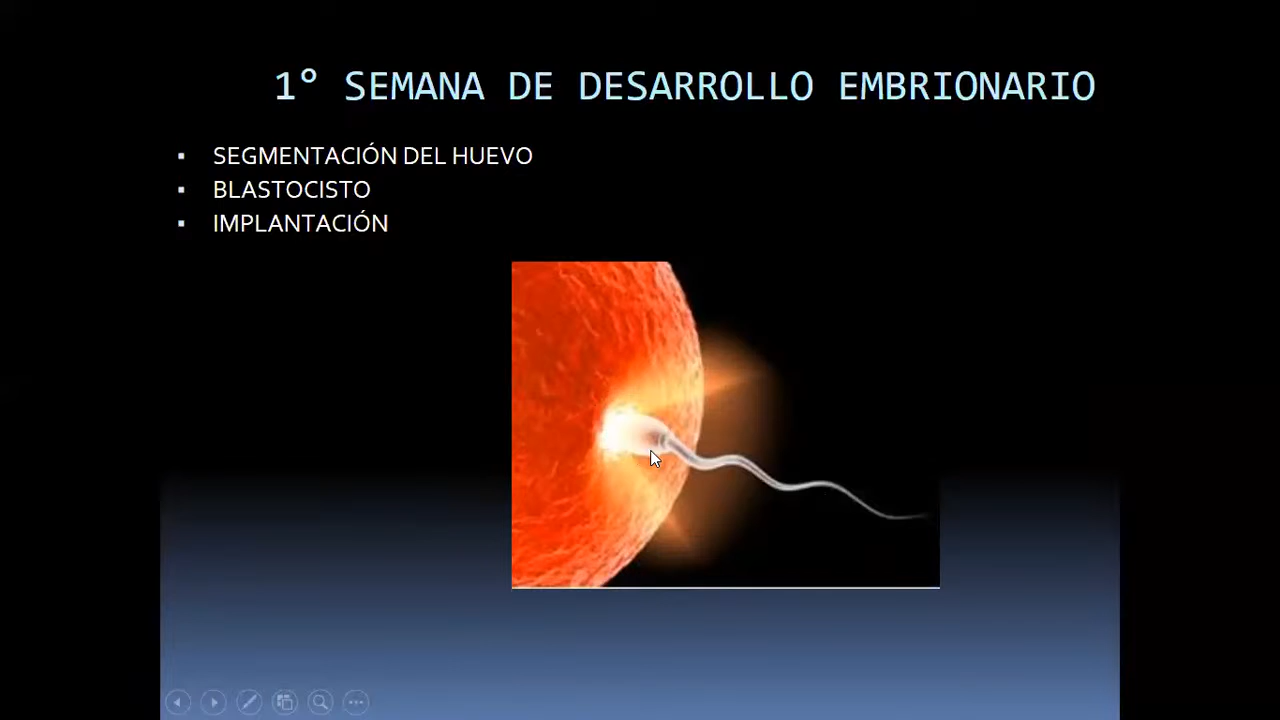 1° SEMANA DE DESARROLLO EMBRIONARIO
▪ SEGMENTACIÓN DEL HUEVO
▪ BLASTOCISTO
▪ IMPLANTACIÓN